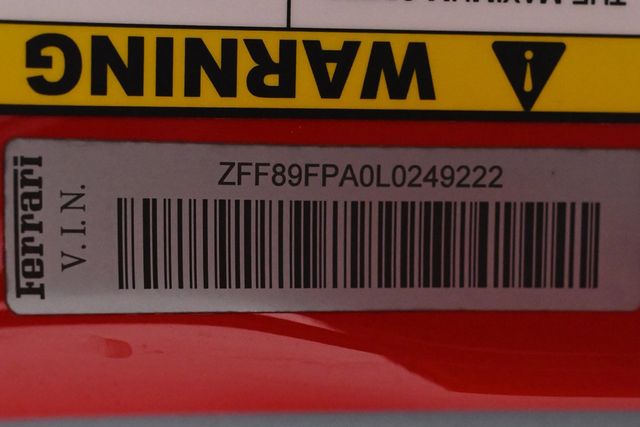 WARNING
Ferrari
V.I.N.
ZFF89FPA0L0249222